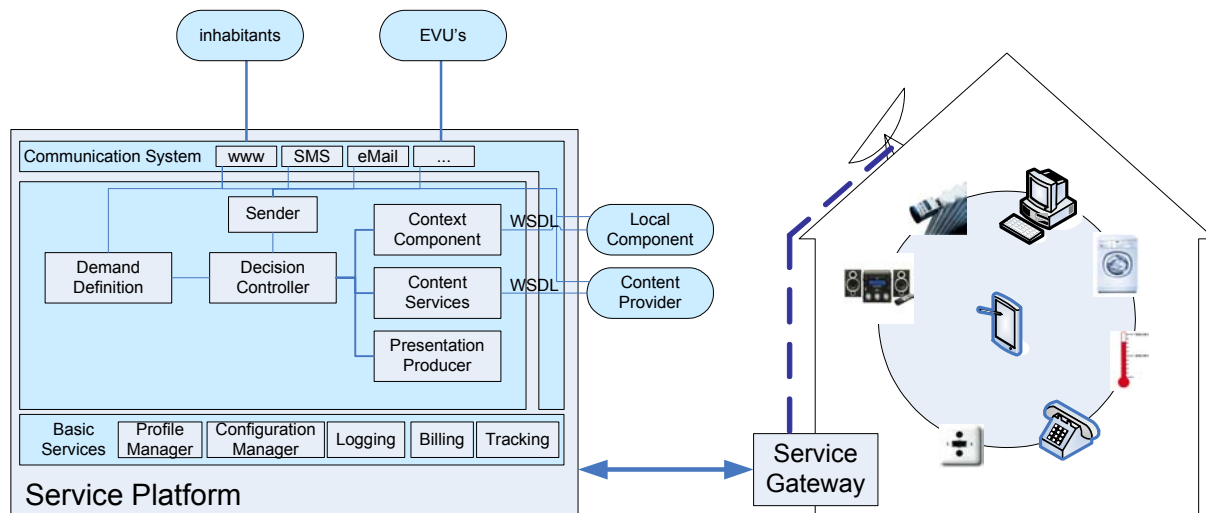 inhabitants
EVU's
Communication System
www
SMS
eMail
...
Sender
Context
Component
WSDL
Local
Component
Demand
Definition
Decision
Controller
Content
Services
WSDL
Content
Provider
Presentation
Producer
Basic
Services
Profile
Manager
Configuration
Manager
Logging
Billing
Tracking
Service Platform
Service
Gateway